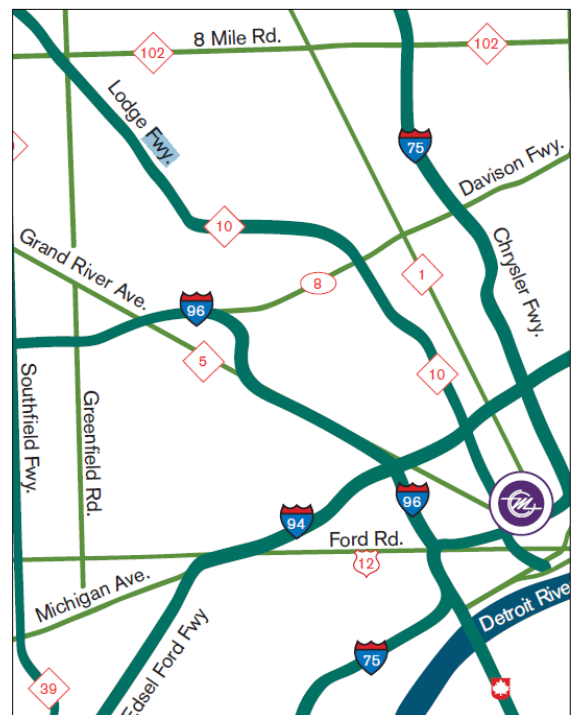 8 Mile Rd.
102
102
Lodge Fwy.
75
Davison Fwy.
10
Grand River Ave.
1
Chrysler Fwy.
8
96
5
10
Southfield Fwy.
Greenfield Rd.
96
94
Ford Rd.
12
Michigan Ave.
Detroit River
Edsel Ford Fwy
75
39